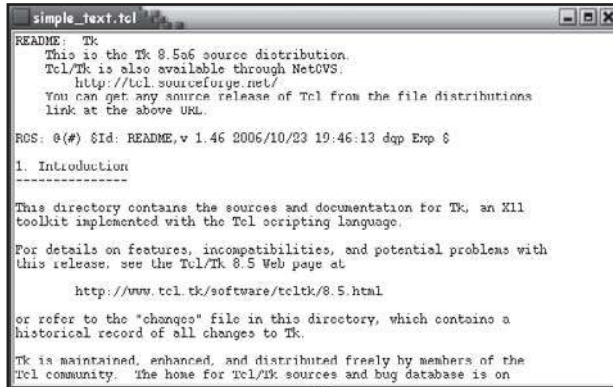 simple_text.tcl
README:  Tk
    This is the Tk 8.5a6 source distribution.
    Tcl/Tk is also available through NetCVS:
        http://tcl.sourceforge.net/
    You can get any source release of Tcl from the file distributions
    link at the above URL.
RCS: @(#) $Id: README,v 1.46 2006/10/23 19:46:13 dgp Exp $
1. Introduction
---------------
This directory contains the sources and documentation for Tk, an X11
toolkit implemented with the Tcl scripting language.
For details on features, incompatibilities, and potential problems with
this release, see the Tcl/Tk 8.5 Web page at
        http://www.tcl.tk/software/tcltk/8.5.html
or refer to the "changes" file in this directory, which contains a
historical record of all changes to Tk.
Tk is maintained, enhanced, and distributed freely by members of the
Tcl community.  The home for Tcl/Tk sources and bug database is on